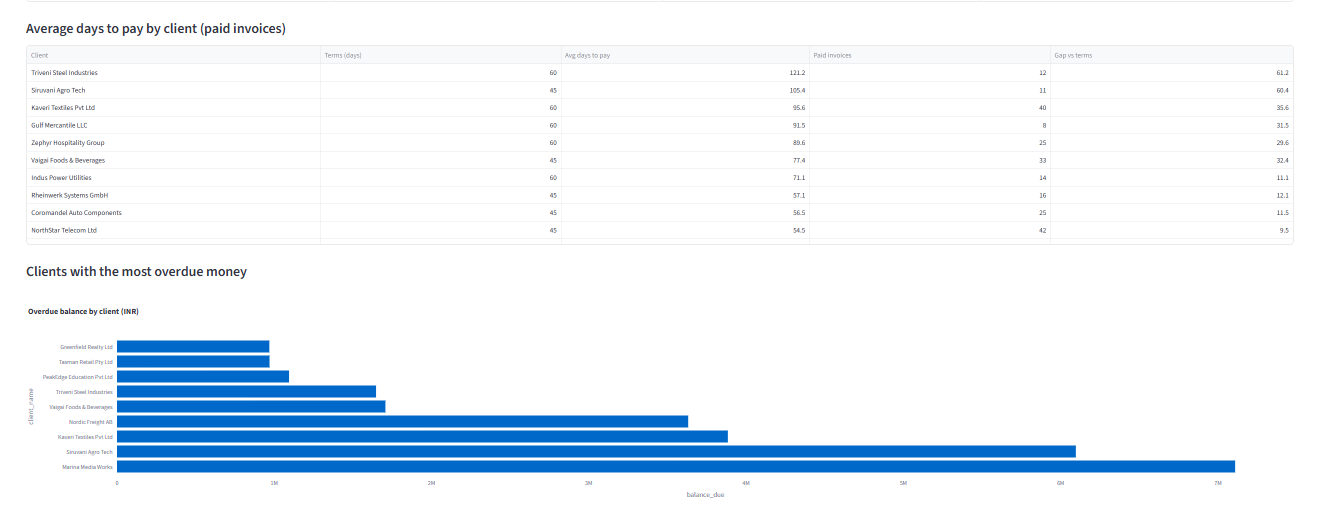 Average days to pay by client (paid invoices)
Client Terms (days) Avg days to pay Paid invoices Gap vs terms
Triveni Steel Industries 60 121.2 12 61.2
Siruvani Agro Tech 45 105.4 11 60.4
Kaveri Textiles Pvt Ltd 60 95.6 40 35.6
Gulf Mercantile LLC 60 91.5 8 31.5
Zephyr Hospitality Group 60 89.6 25 29.6
Vaigai Foods & Beverages 45 77.4 33 32.4
Indus Power Utilities 60 71.1 14 11.1
Rheinwerk Systems GmbH 45 57.1 16 12.1
Coromandel Auto Components 45 56.5 25 11.5
NorthStar Telecom Ltd 45 54.5 42 9.5
Clients with the most overdue money
Overdue balance by client (INR)
client_name
Greenfield Realty Ltd
Tasman Retail Pty Ltd
PeakEdge Education Pvt Ltd
Triveni Steel Industries
Vaigai Foods & Beverages
Nordic Freight AB
Kaveri Textiles Pvt Ltd
Siruvani Agro Tech
Marina Media Works
0 1M 2M 3M 4M 5M 6M 7M
balance_due